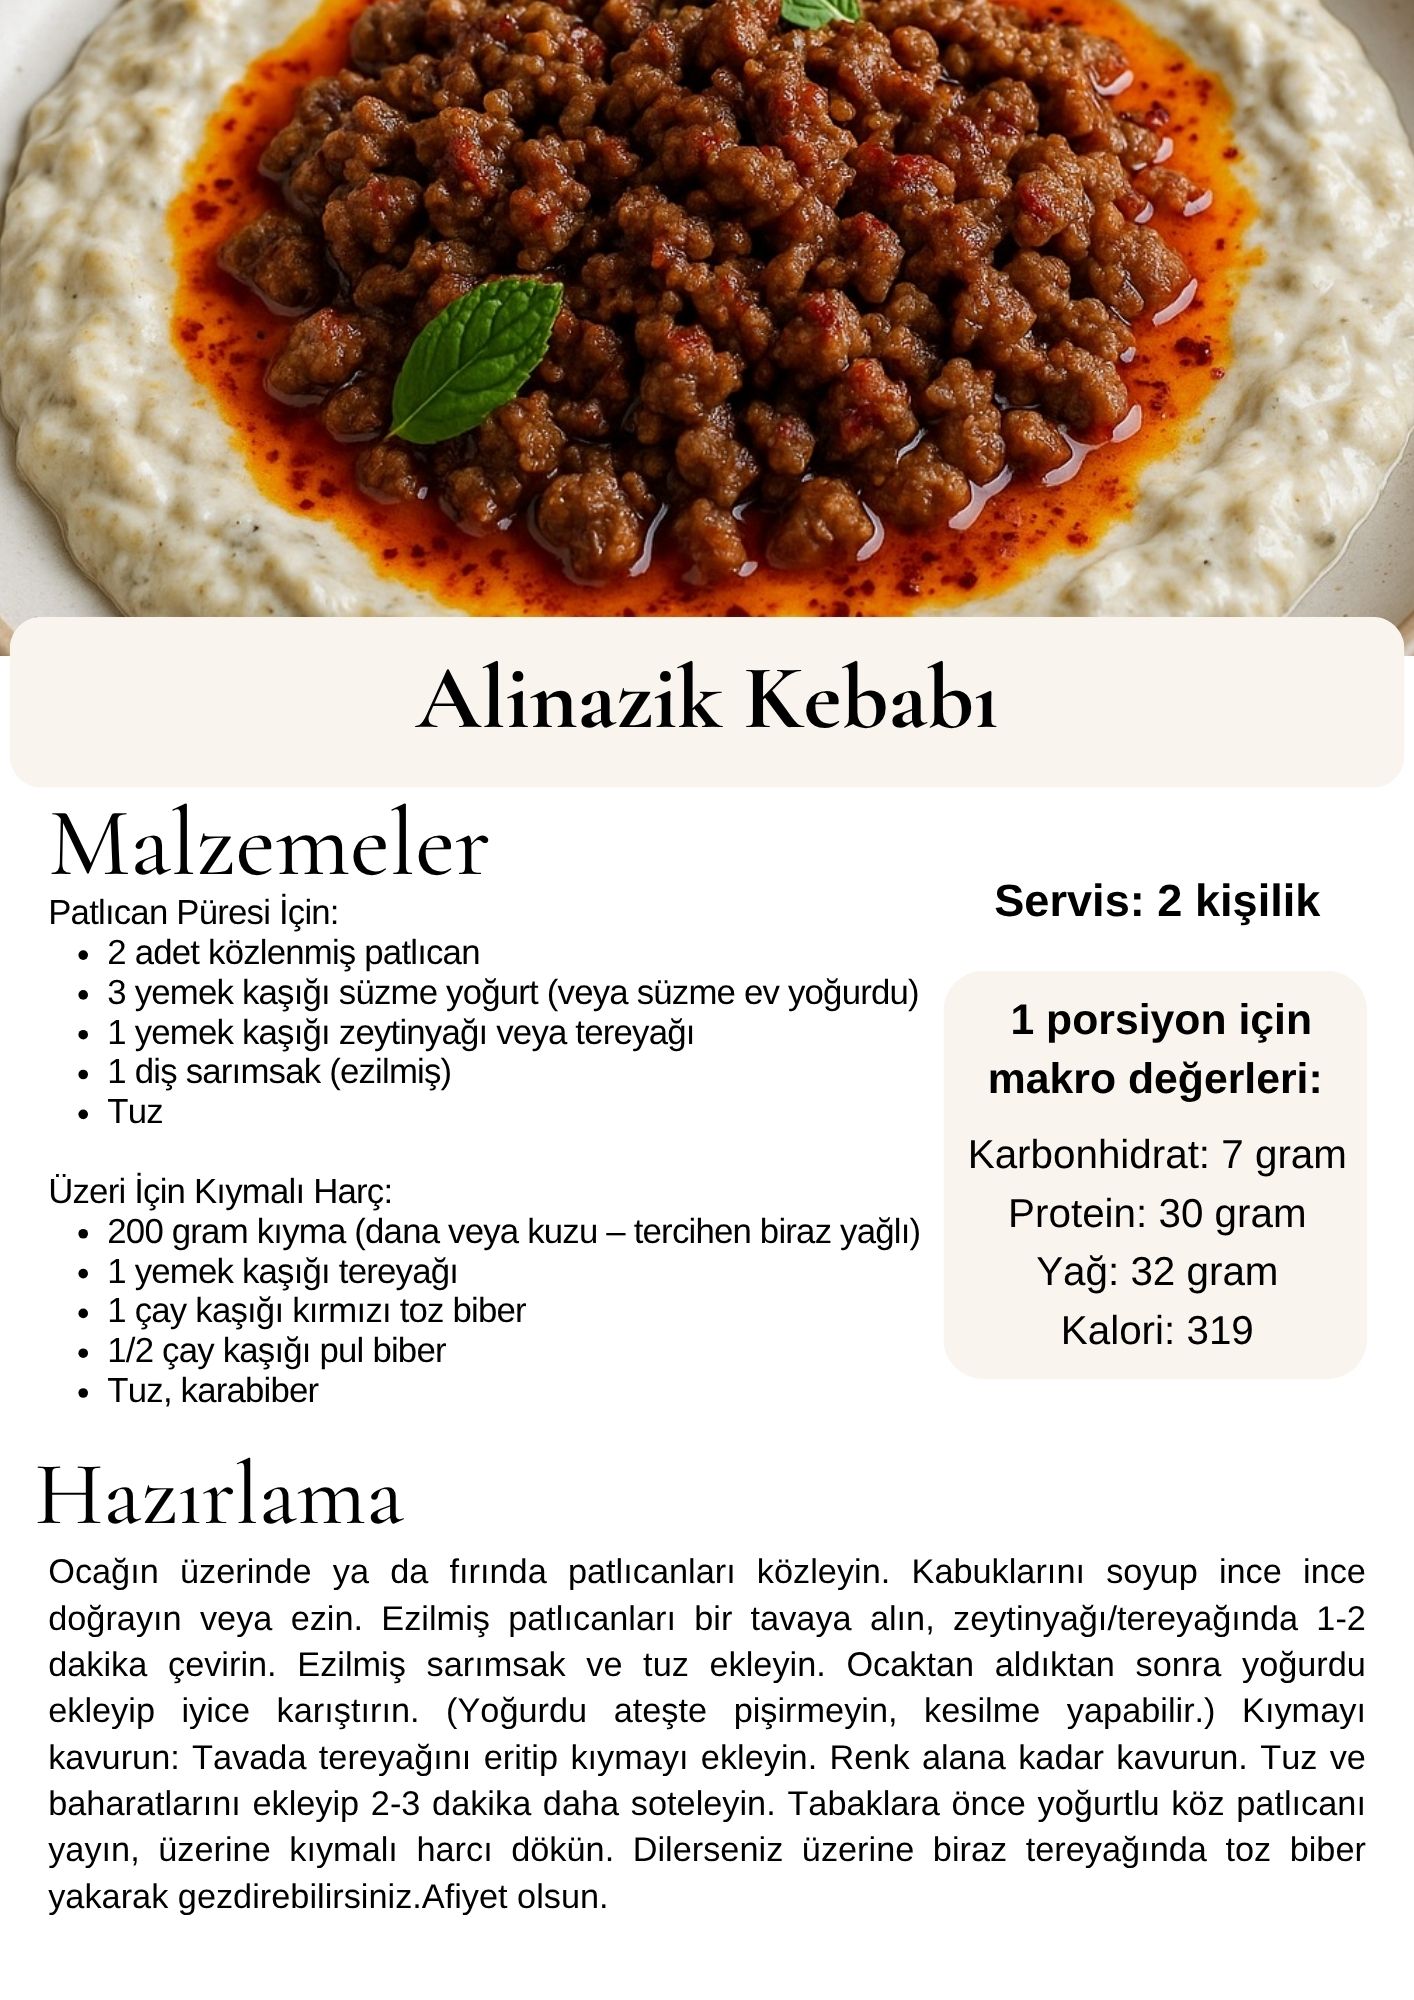 Alinazik Kebabı
Malzemeler
Patlıcan Püresi İçin:
• 2 adet közlenmiş patlıcan
• 3 yemek kaşığı süzme yoğurt (veya süzme ev yoğurdu)
• 1 yemek kaşığı zeytinyağı veya tereyağı
• 1 diş sarımsak (ezilmiş)
• Tuz
Üzeri İçin Kıymalı Harç:
• 200 gram kıyma (dana veya kuzu – tercihen biraz yağlı)
• 1 yemek kaşığı tereyağı
• 1 çay kaşığı kırmızı toz biber
• 1/2 çay kaşığı pul biber
• Tuz, karabiber
Servis: 2 kişilik
1 porsiyon için
makro değerleri:
Karbonhidrat: 7 gram
Protein: 30 gram
Yağ: 32 gram
Kalori: 319
Hazırlama
Ocağın üzerinde ya da fırında patlıcanları közleyin. Kabuklarını soyup ince ince
doğrayın veya ezin. Ezilmiş patlıcanları bir tavaya alın, zeytinyağı/tereyağında 1-2
dakika çevirin. Ezilmiş sarımsak ve tuz ekleyin. Ocaktan aldıktan sonra yoğurdu
ekleyip iyice karıştırın. (Yoğurdu ateşte pişirmeyin, kesilme yapabilir.) Kıymayı
kavurun: Tavada tereyağını eritip kıymayı ekleyin. Renk alana kadar kavurun. Tuz ve
baharatlarını ekleyip 2-3 dakika daha soteleyin. Tabaklara önce yoğurtlu köz patlıcanı
yayın, üzerine kıymalı harcı dökün. Dilerseniz üzerine biraz tereyağında toz biber
yakarak gezdirebilirsiniz.Afiyet olsun.